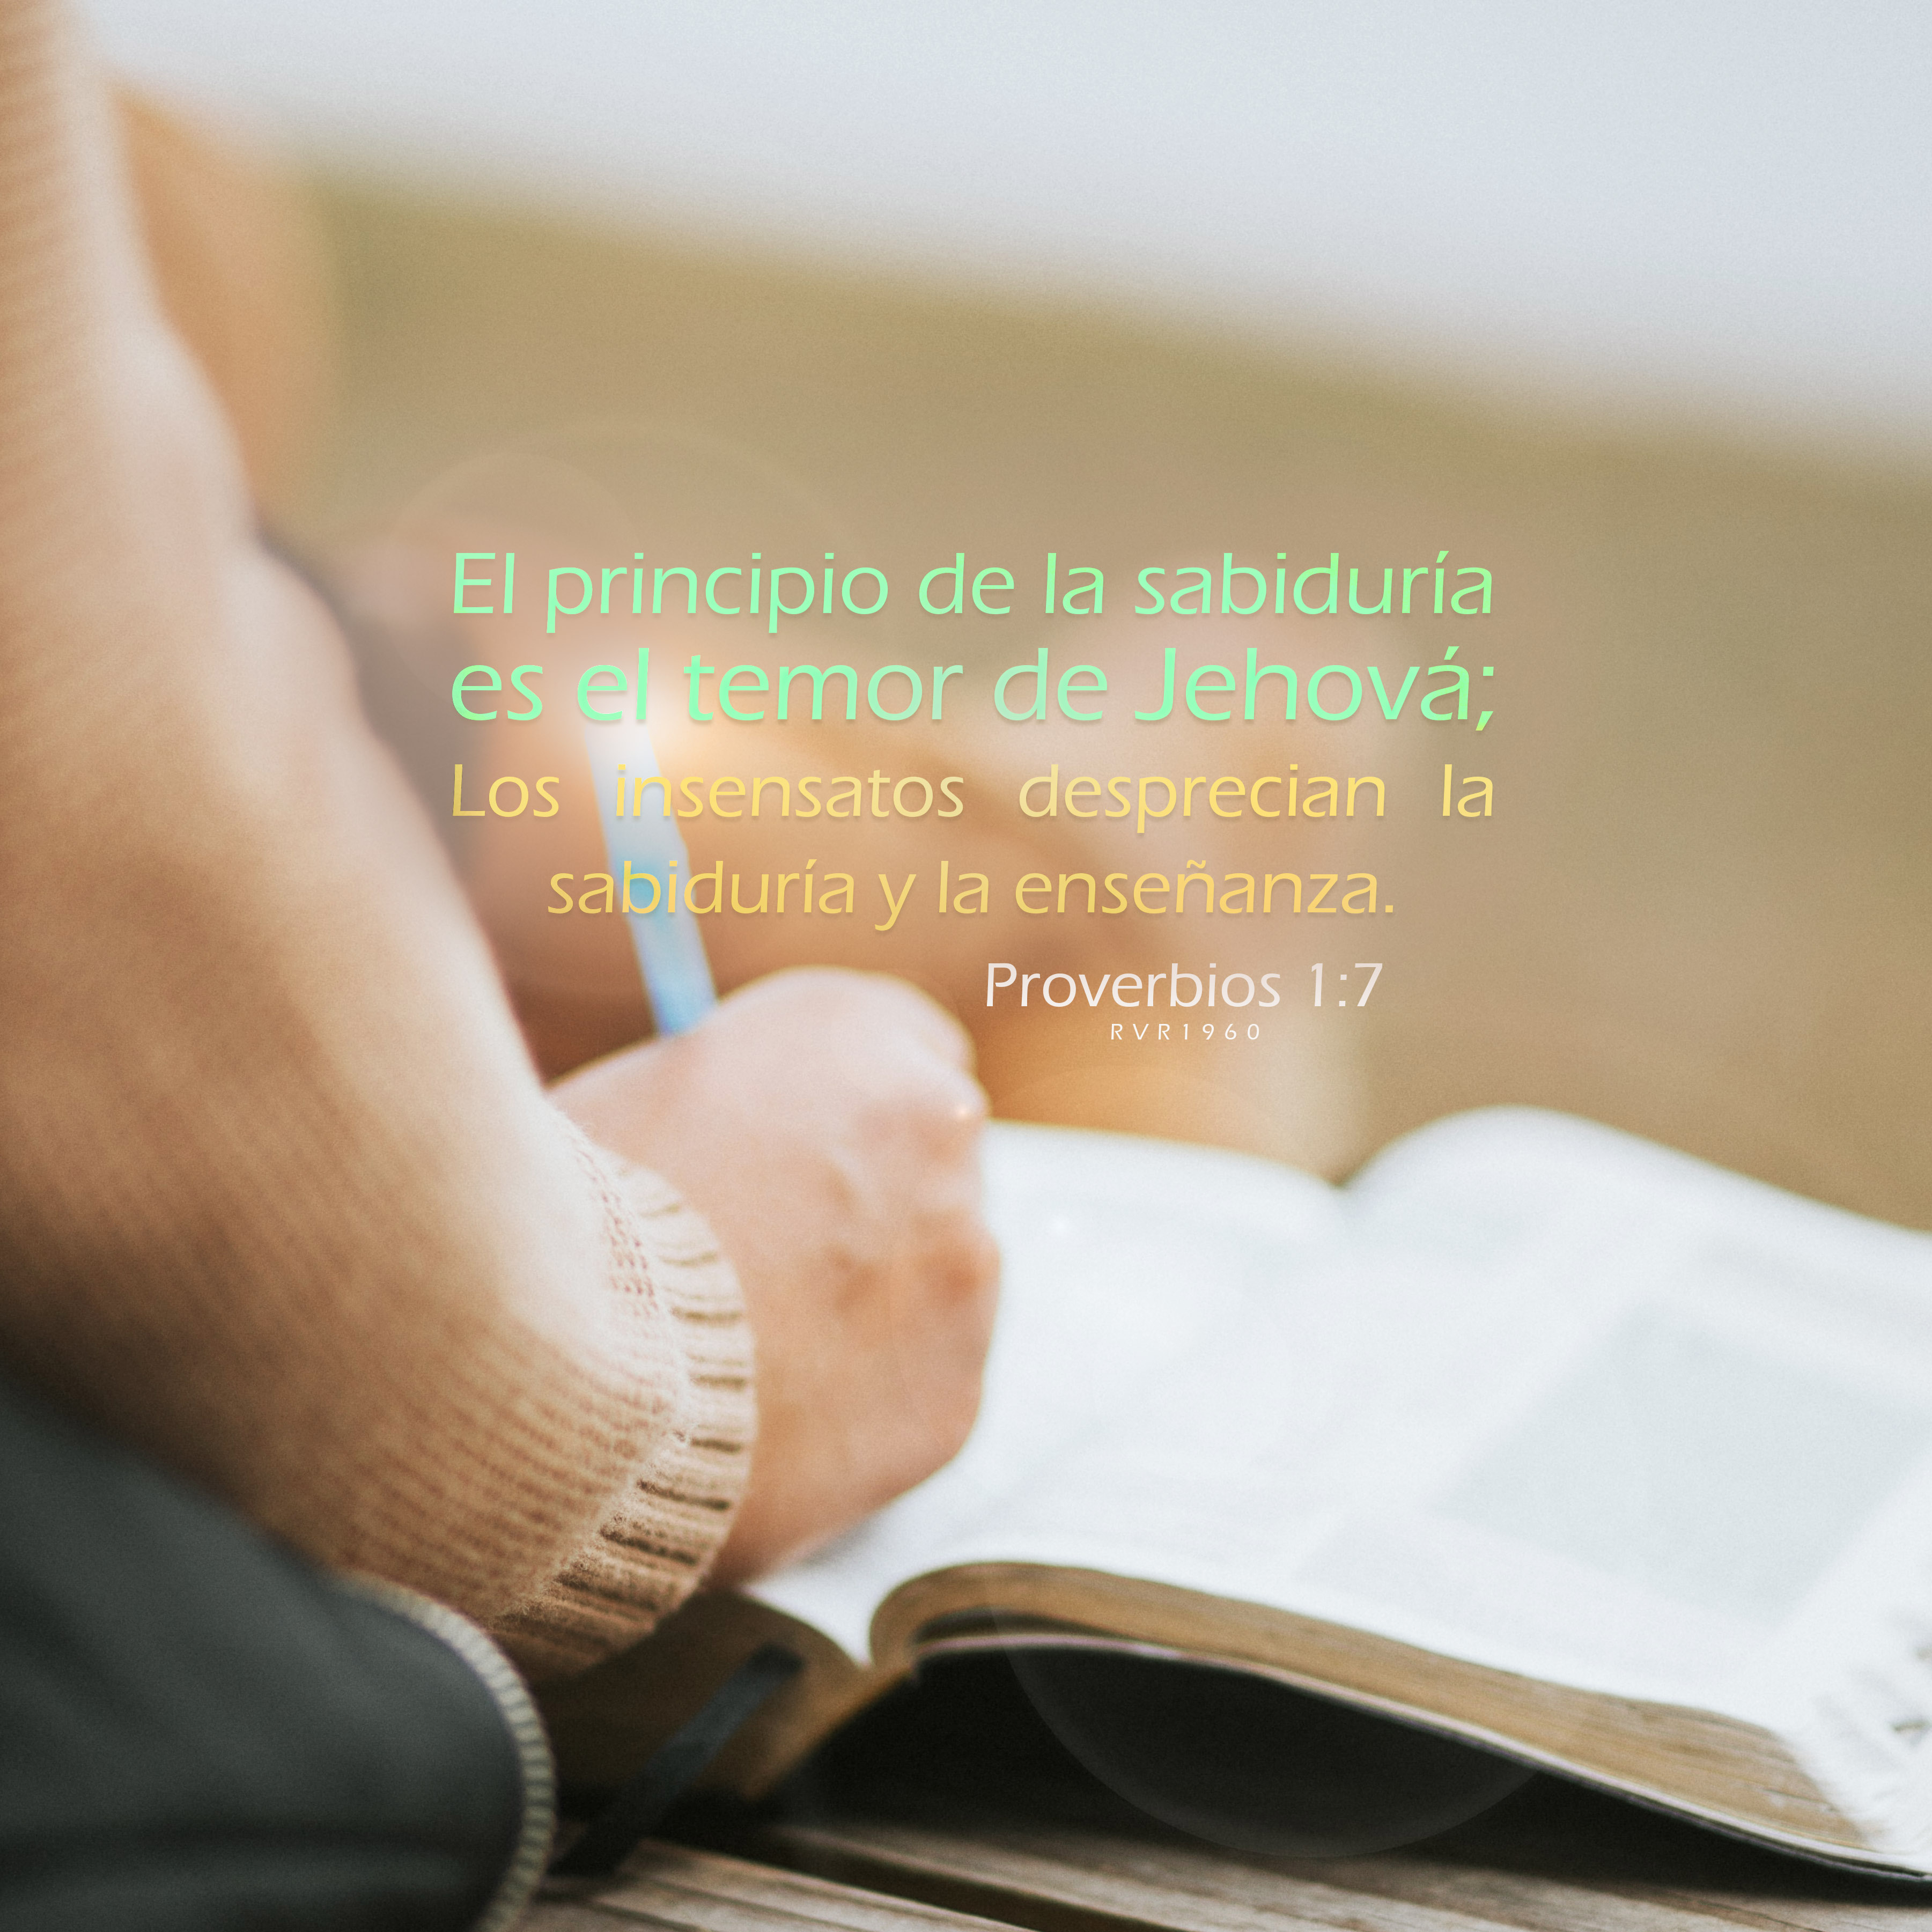 El principio de la sabiduría
es el temor de Jehová;
Los insensatos desprecian la
sabiduría y la enseñanza.
Proverbios 1:7
RVR1960